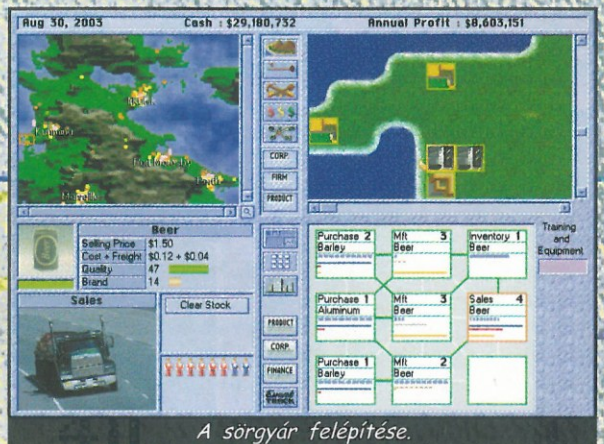 Aug 30, 2003 Cash : $29,180,732 Annual Profit : $8,603,151
CORP.
FIRM
PRODUCT
Beer
Selling Price $1.50
Cost + Freight $0.12 + $0.04
Quality 47
Brand 14
Sales
Clear Stock
PRODUCT
CORP.
FINANCE
Purchase 2
Barley
Mft 3
Beer
Inventory 1
Beer
Training
and
Equipment
Purchase 1
Aluminum
Mft 3
Beer
Sales 4
Beer
Purchase 1
Barley
Mft 2
Beer
A sörgyár felépítése.